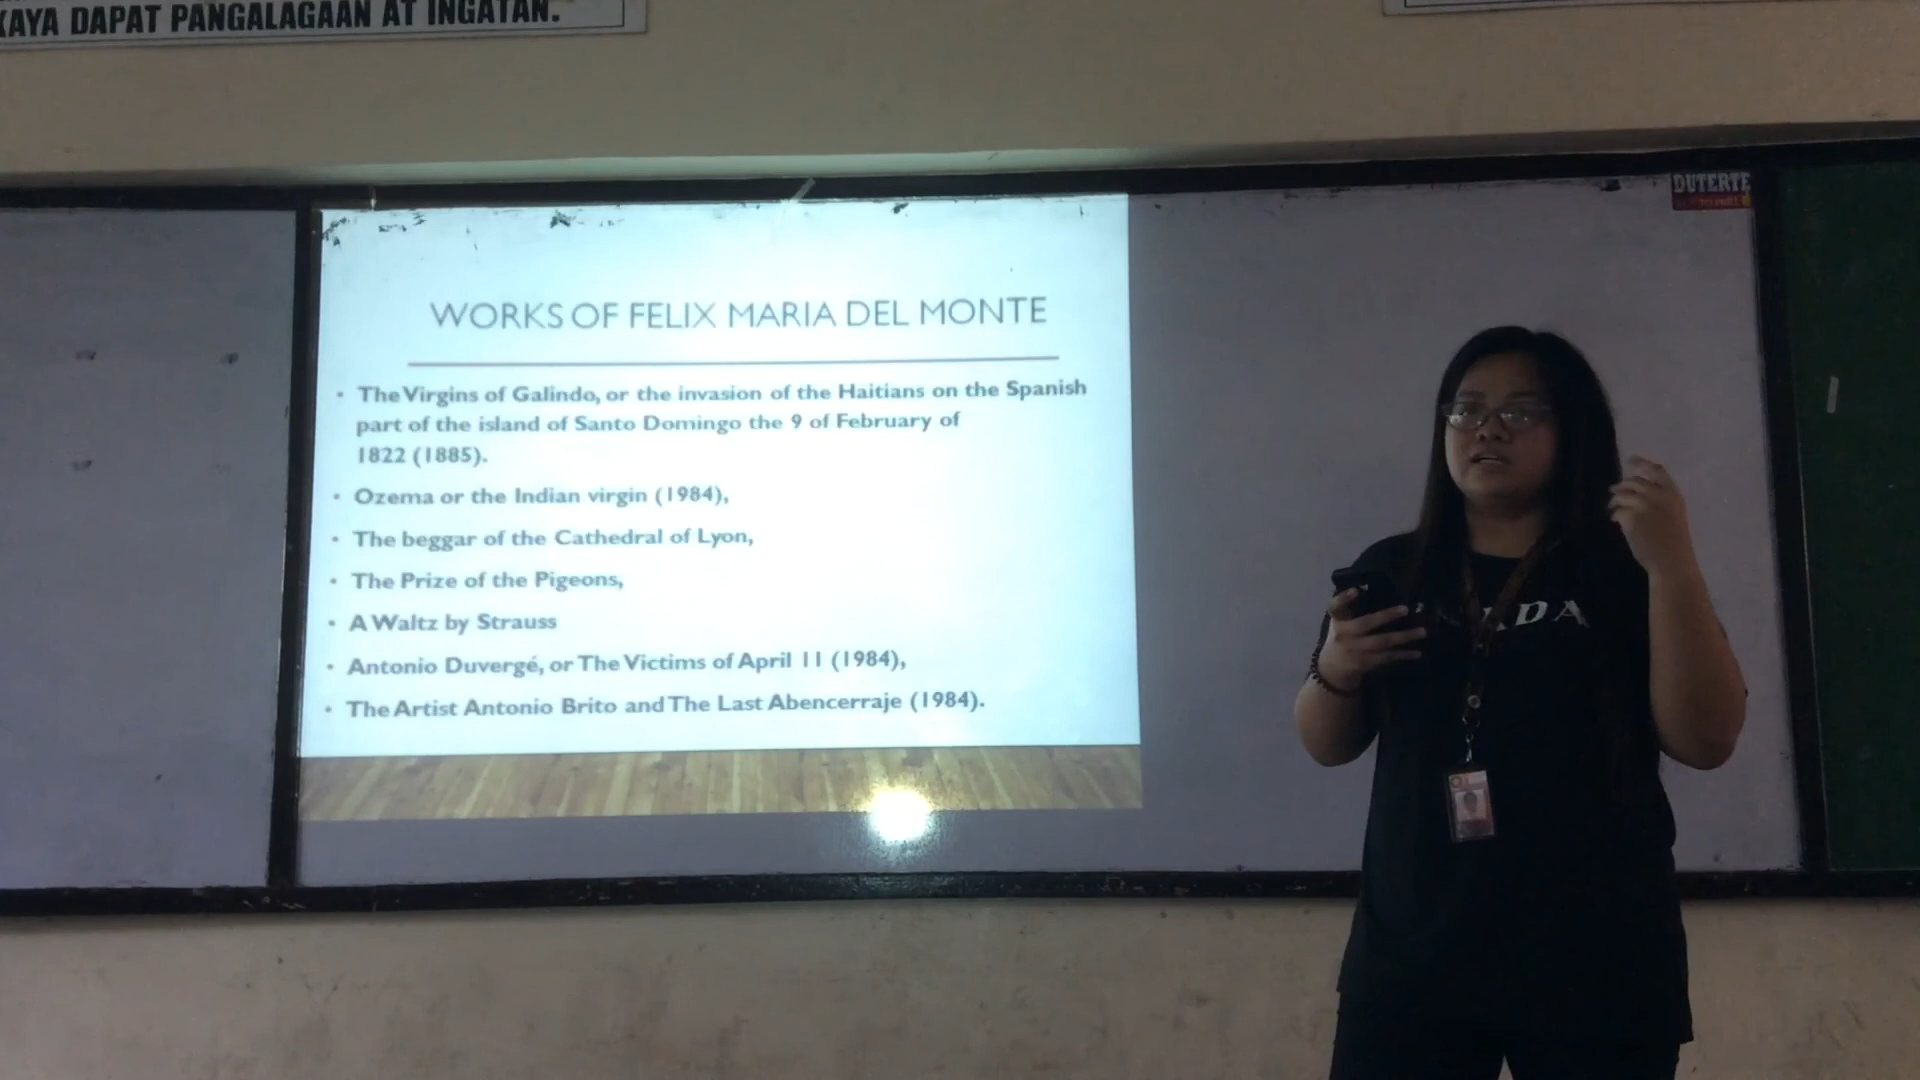 KAYA DAPAT PANGALAGAAN AT INGATAN.
DUTERTE
WORKS OF FELIX MARIA DEL MONTE
• The Virgins of Galindo, or the invasion of the Haitians on the Spanish
part of the island of Santo Domingo the 9 of February of
1822 (1885).
• Ozema or the Indian virgin (1984),
• The beggar of the Cathedral of Lyon,
• The Prize of the Pigeons,
• A Waltz by Strauss
• Antonio Duvergé, or The Victims of April 11 (1984),
• The Artist Antonio Brito and The Last Abencerraje (1984).